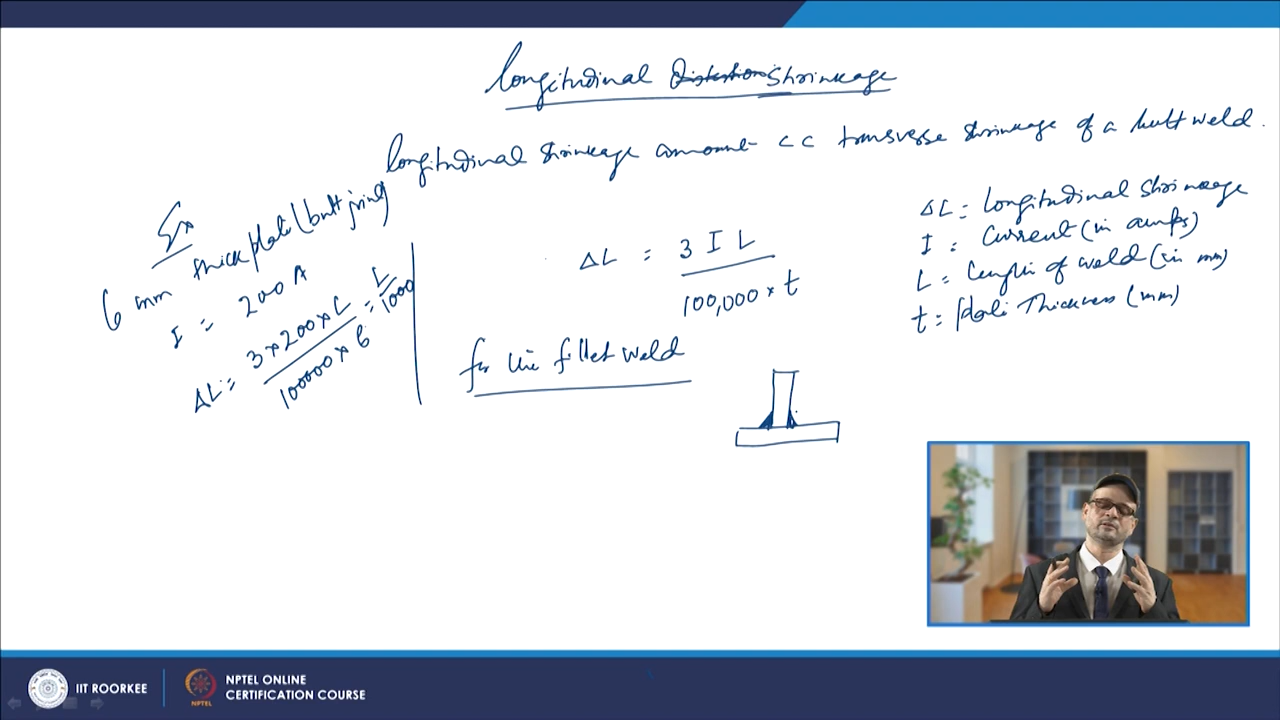 Longitudinal Distortion Shrinkage
Longitudinal shrinkage amount << transverse shrinkage of a butt weld.
Ex
6 mm thick plate (butt joint)
I = 200 A
ΔL = 3 × 200 × L / 100000 × 6 = L / 1000
ΔL = 3 I L / 100,000 × t
ΔL = Longitudinal shrinkage
I = Current (in amps)
L = Length of weld (in mm)
t = plate Thickness (mm)
for the fillet weld
IIT ROORKEE
NPTEL
NPTEL ONLINE
CERTIFICATION COURSE